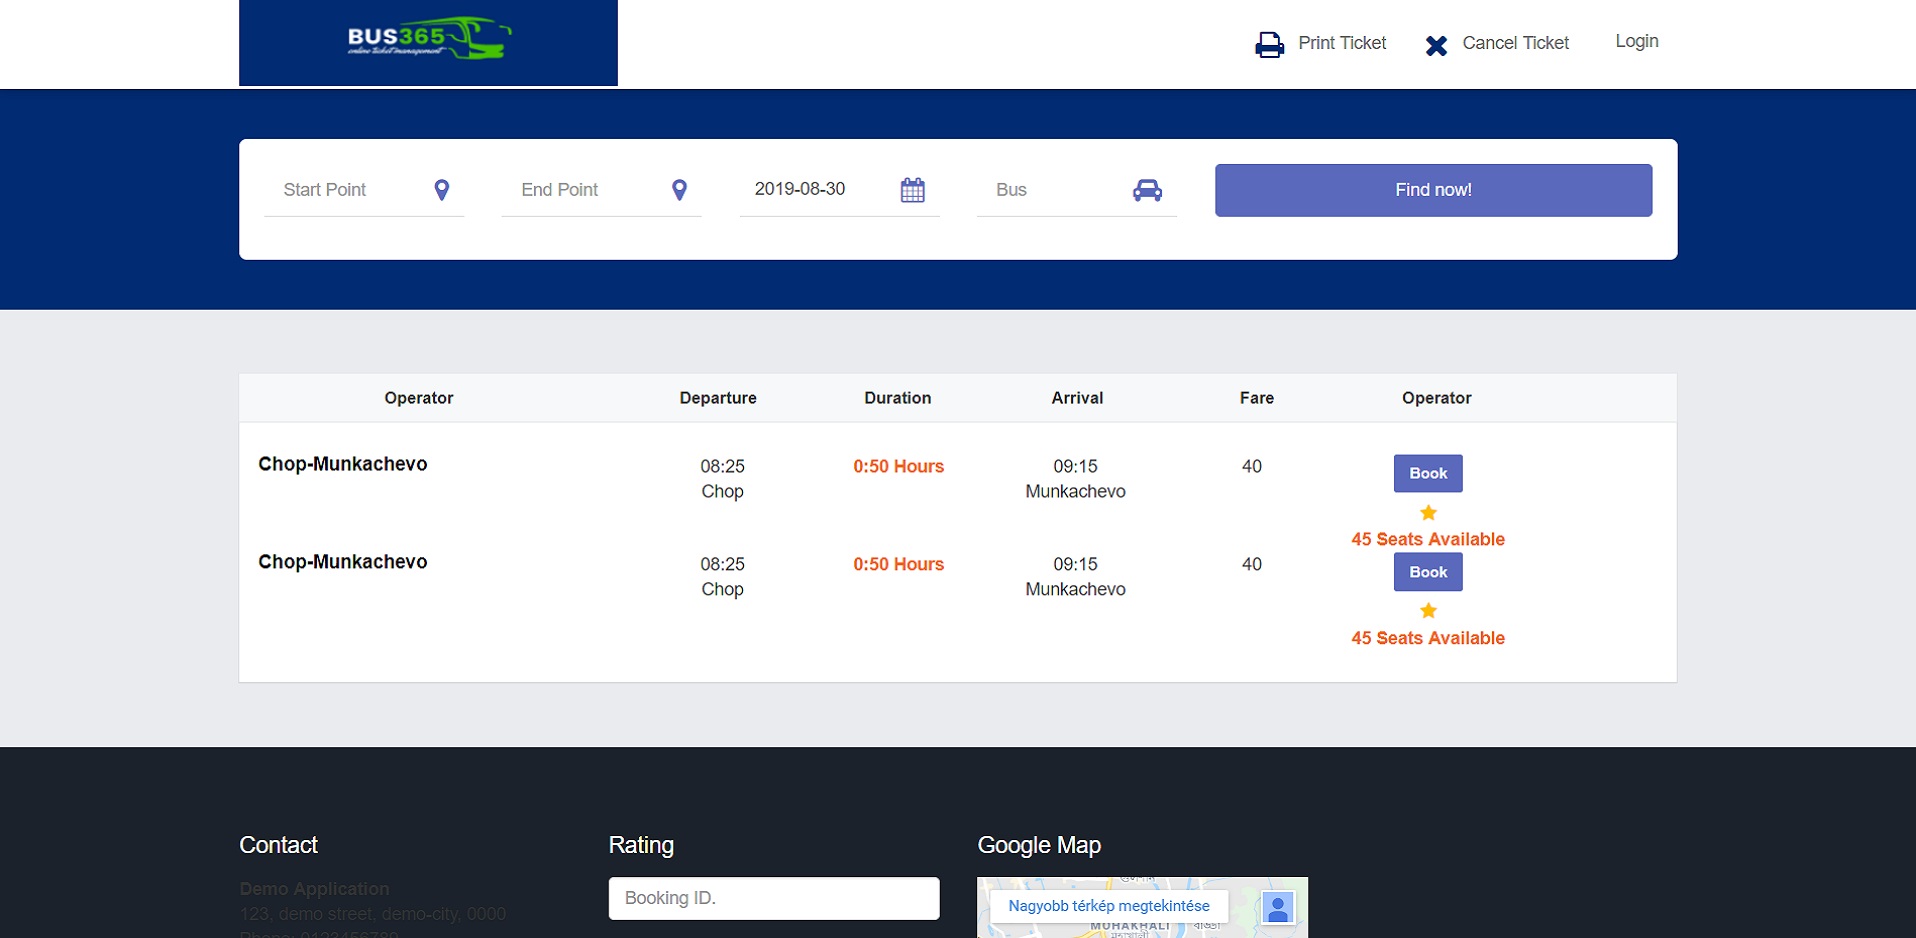 BUS365
online ticket management
Print Ticket
Cancel Ticket
Login
Start Point
End Point
2019-08-30
Bus
Find now!
Operator Departure Duration Arrival Fare Operator
Chop-Munkachevo 08:25 0:50 Hours 09:15 40 Book
Chop Munkachevo
45 Seats Available
Chop-Munkachevo 08:25 0:50 Hours 09:15 40 Book
Chop Munkachevo
45 Seats Available
Contact
Demo Application
123, demo street, demo-city, 0000
Phone: 0123456789
Rating
Booking ID.
Google Map
Nagyobb térkép megtekintése
MOHAKHALI